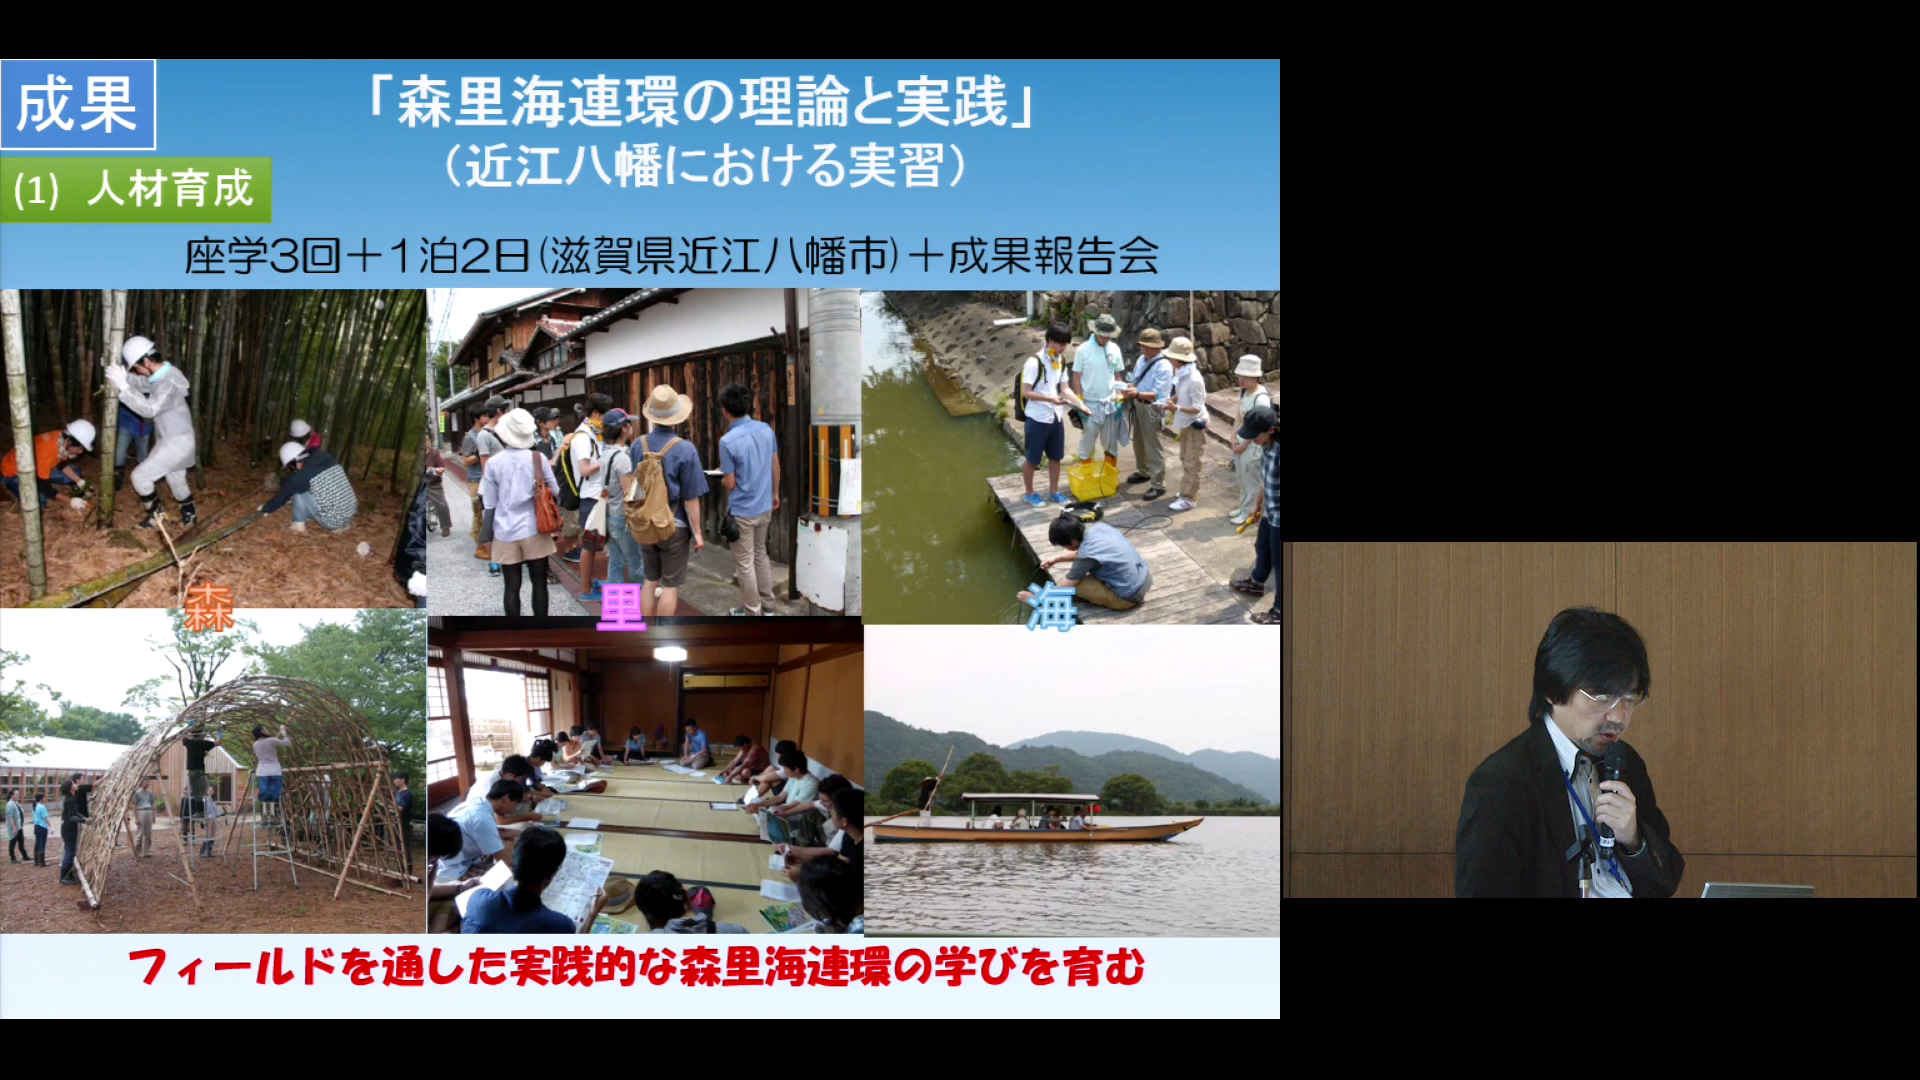 成果
「森里海連環の理論と実践」
（近江八幡における実習）
(1) 人材育成
座学3回＋1泊2日(滋賀県近江八幡市)＋成果報告会
森
里
海
フィールドを通した実践的な森里海連環の学びを育む